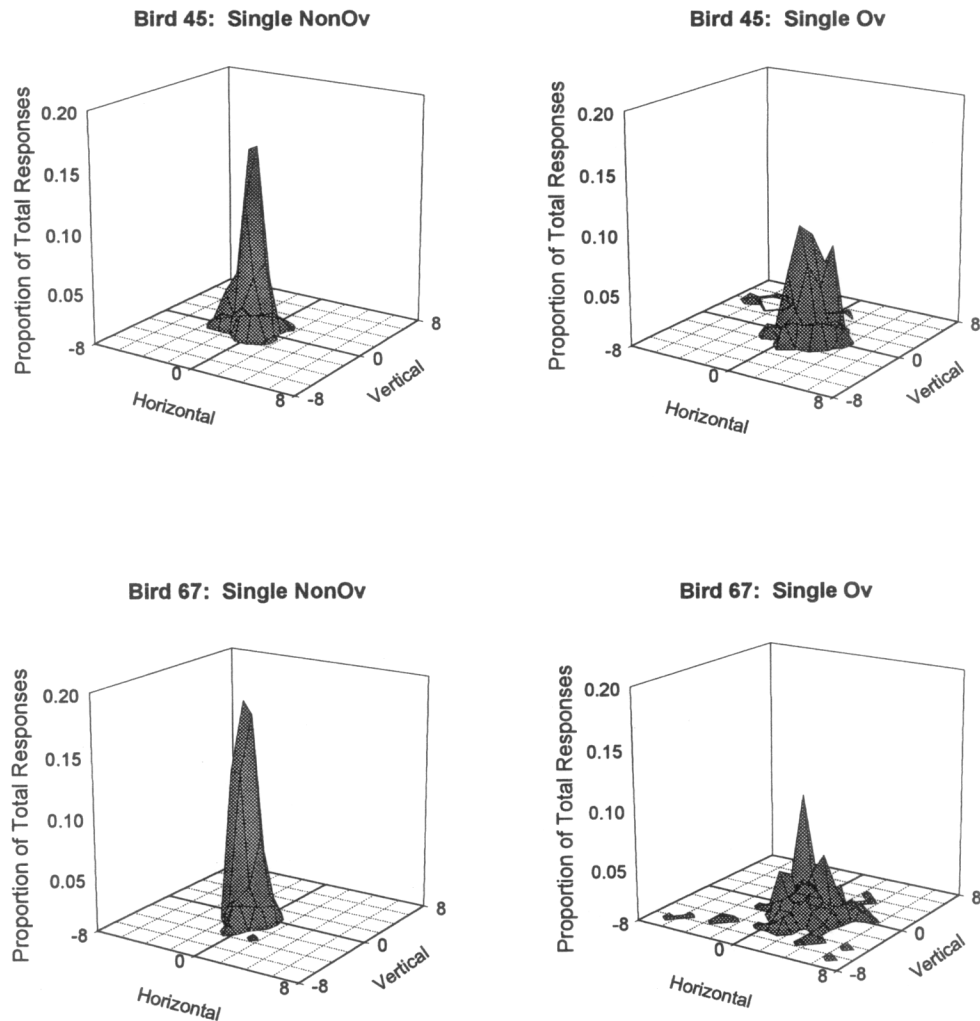 Bird 45: Single NonOv
Proportion of Total Responses
0.20
0.15
0.10
0.05
-8
0
8
-8
0
8
Horizontal
Vertical
Bird 45: Single Ov
Proportion of Total Responses
0.20
0.15
0.10
0.05
-8
0
8
-8
0
8
Horizontal
Vertical
Bird 67: Single NonOv
Proportion of Total Responses
0.20
0.15
0.10
0.05
-8
0
8
-8
0
8
Horizontal
Vertical
Bird 67: Single Ov
Proportion of Total Responses
0.20
0.15
0.10
0.05
-8
0
8
-8
0
8
Horizontal
Vertical